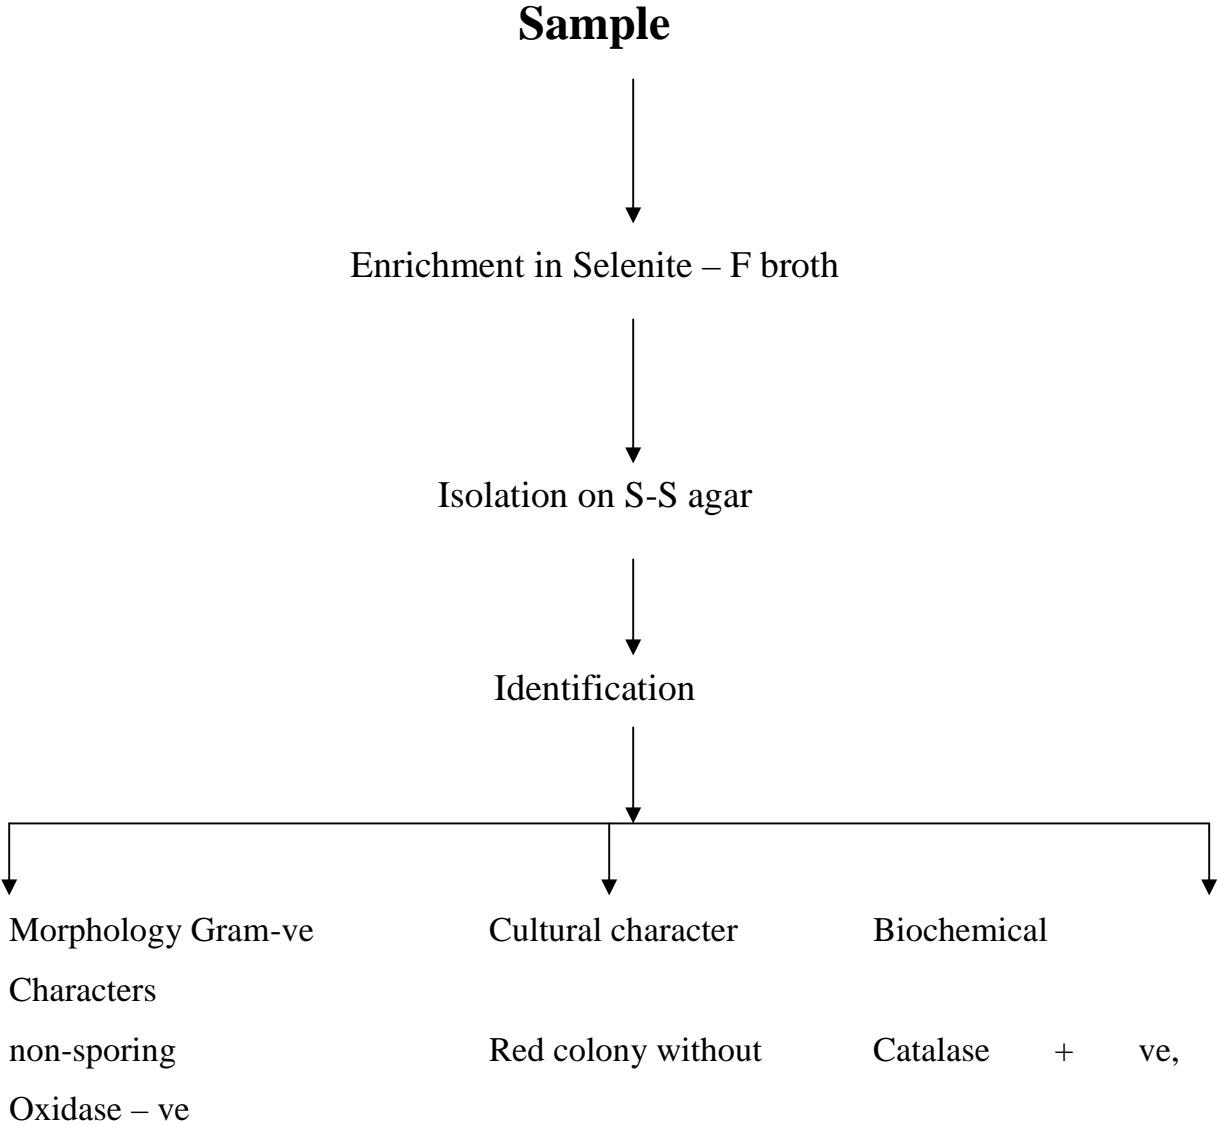 Sample
Enrichment in Selenite – F broth
Isolation on S-S agar
Identification
Morphology Gram-ve Cultural character Biochemical
Characters
non-sporing Red colony without Catalase + ve,
Oxidase – ve